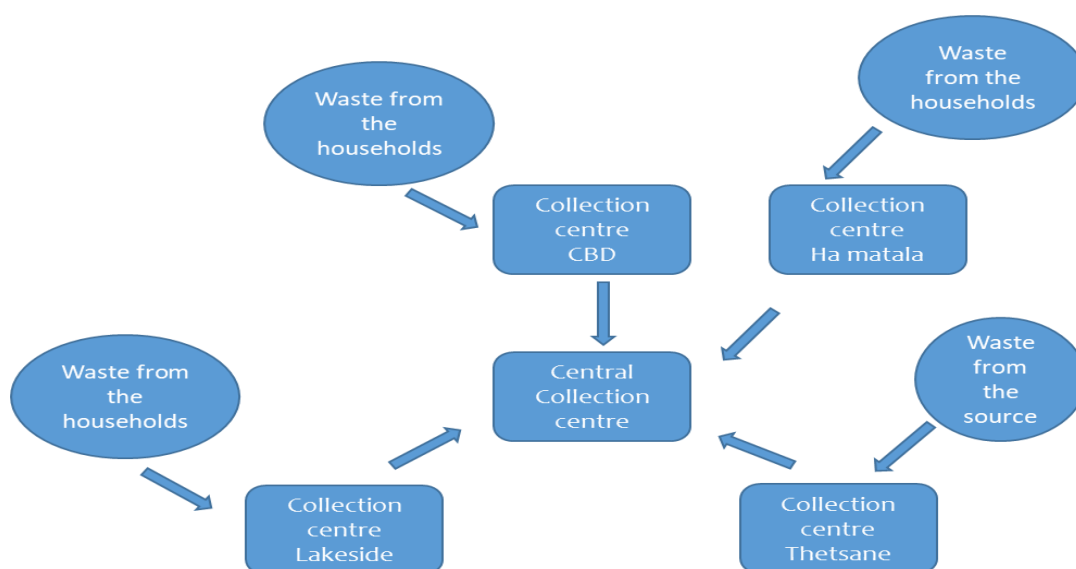 Waste
from the
households
Waste from
the
households
Collection
centre
CBD
Collection
centre
Ha matala
Waste from
the
households
Central
Collection
centre
Waste
from
the
source
Collection
centre
Lakeside
Collection
centre
Thetsane